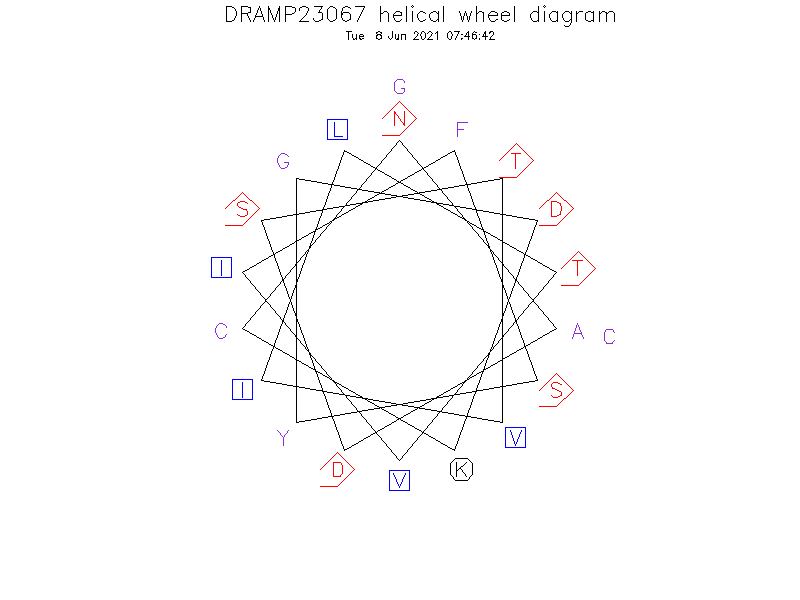 DRAMP23067 helical wheel diagram
Tue 8 Jun 2021 07:46:42
G
L N F
G T
S D
I T
C A C
I S
Y V
D V K